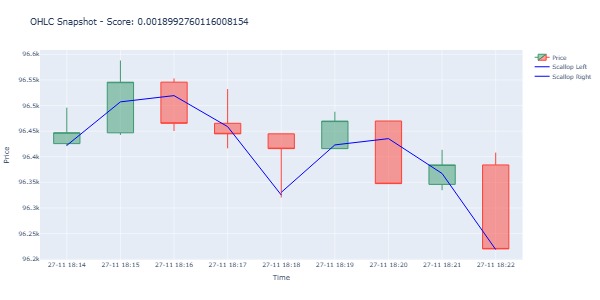 OHLC Snapshot - Score: 0.0018992760116008154
96.6k
Price
Scallop Left
Scallop Right
96.55k
96.5k
96.45k
96.4k
96.35k
96.3k
96.25k
96.2k
Price
27-11 18:14 27-11 18:15 27-11 18:16 27-11 18:17 27-11 18:18 27-11 18:19 27-11 18:20 27-11 18:21 27-11 18:22
Time